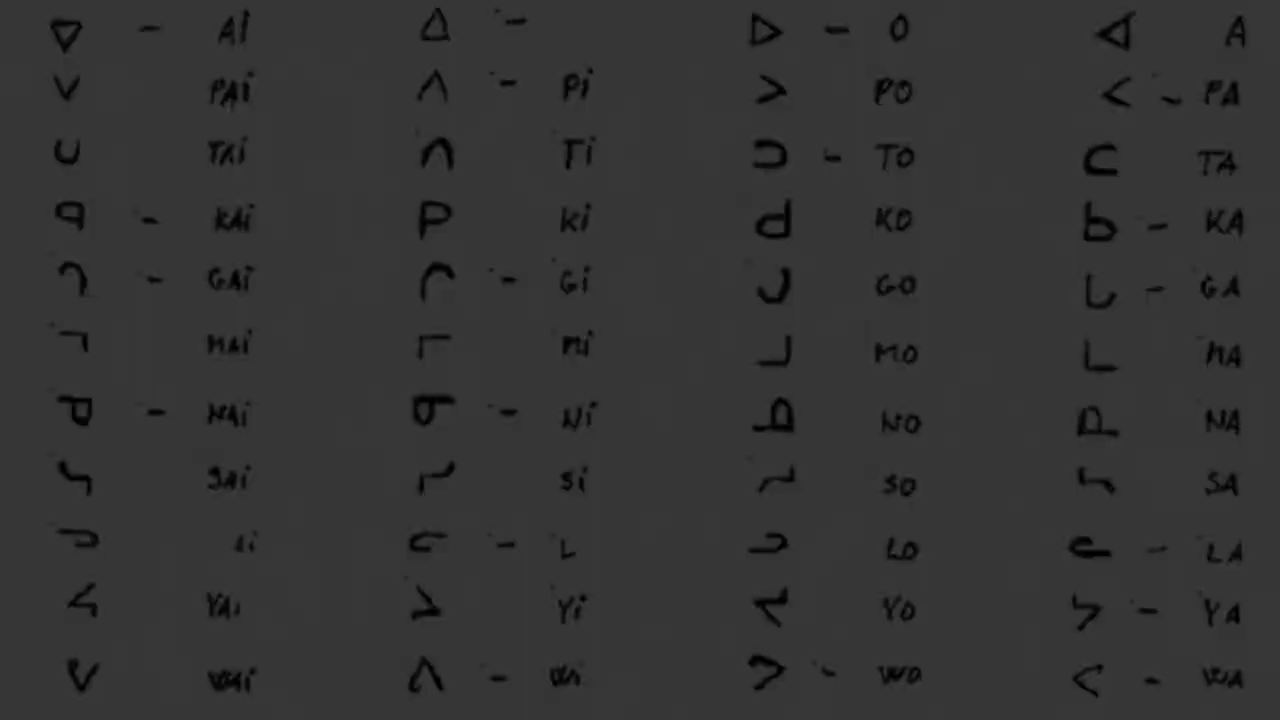 ▽ - Ai △ - ▷ - O ◁ A
ᐯ PAi ᐱ - Pi ᐳ PO ᐸ - PA
ᑌ TAi ᑎ Ti ᑐ - TO ᑕ TA
ᑫ - KAi ᑭ Ki ᑯ KO ᑲ - KA
ᒉ - GAi ᒋ - Gi ᒍ GO ᒐ - GA
ᒣ MAi ᒥ Mi ᒧ MO ᒪ MA
ᓀ - NAi ᓂ - Ni ᓄ NO ᓇ NA
ᓭ SAi ᓯ Si ᓱ SO ᓴ SA
ᓓ ᓕ - L ᓗ LO ᓚ - LA
ᔦ YAi ᔨ Yi ᔪ YO ᔭ - YA
ᐯ WAi ᐱ - Wi ᐳ - WO ᐸ - WA